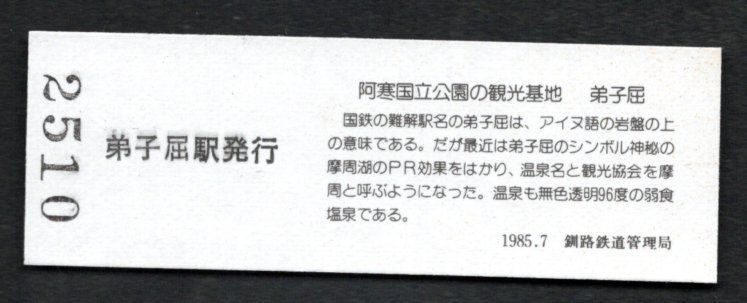 2510
弟子屈駅発行
阿寒国立公園の観光基地　弟子屈
国鉄の難解駅名の弟子屈は、アイヌ語の岩盤の上
の意味である。だが最近は弟子屈のシンボル神秘の
摩周湖のＰＲ効果をはかり、温泉名と観光協会を摩
周と呼ぶようになった。温泉も無色透明96度の弱食
塩泉である。
1985.7　釧路鉄道管理局